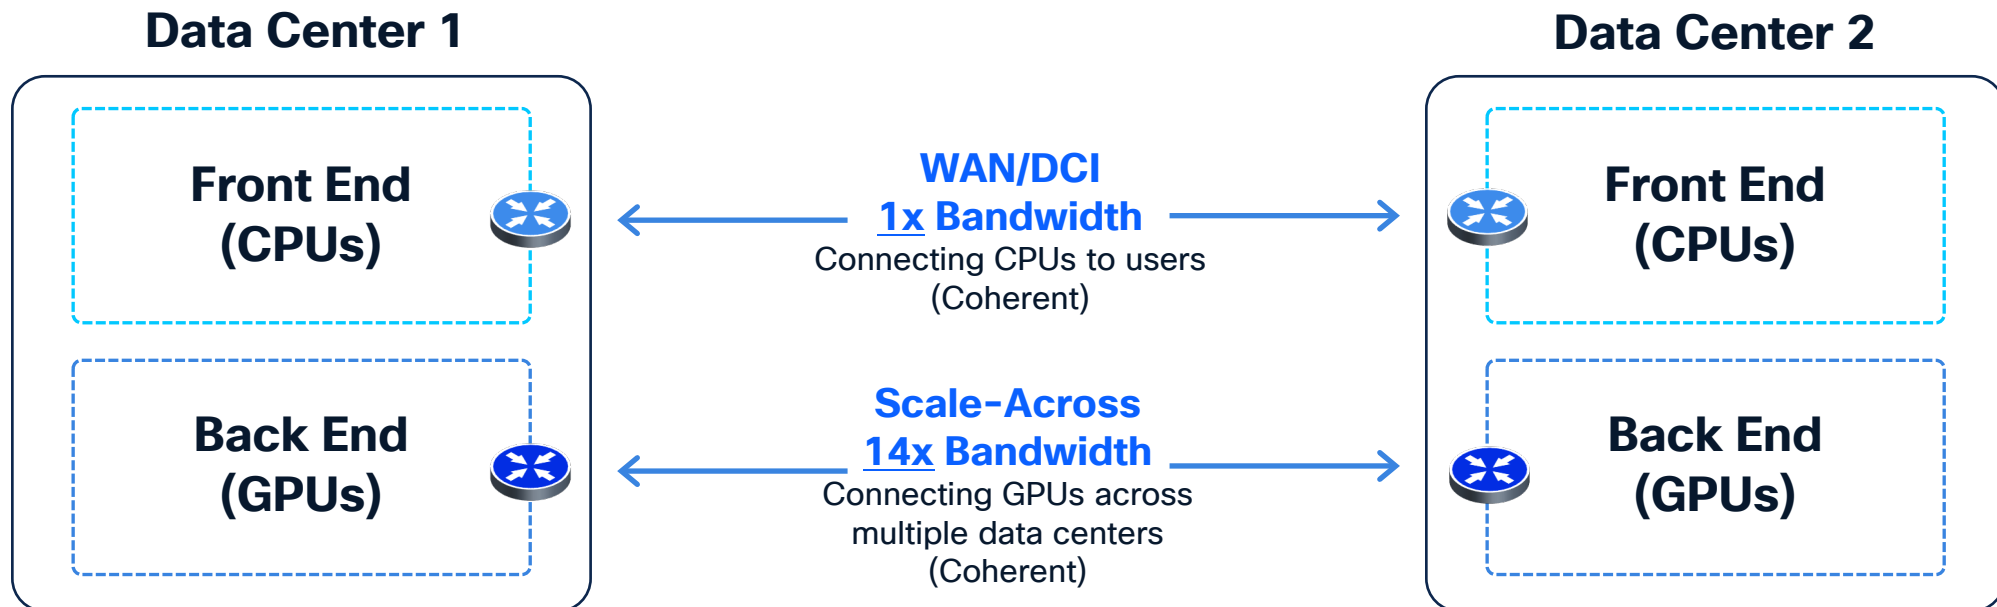 Data Center 1
Data Center 2
Front End
(CPUs)
WAN/DCI
1x Bandwidth
Connecting CPUs to users
(Coherent)
Front End
(CPUs)
Back End
(GPUs)
Scale-Across
14x Bandwidth
Connecting GPUs across
multiple data centers
(Coherent)
Back End
(GPUs)